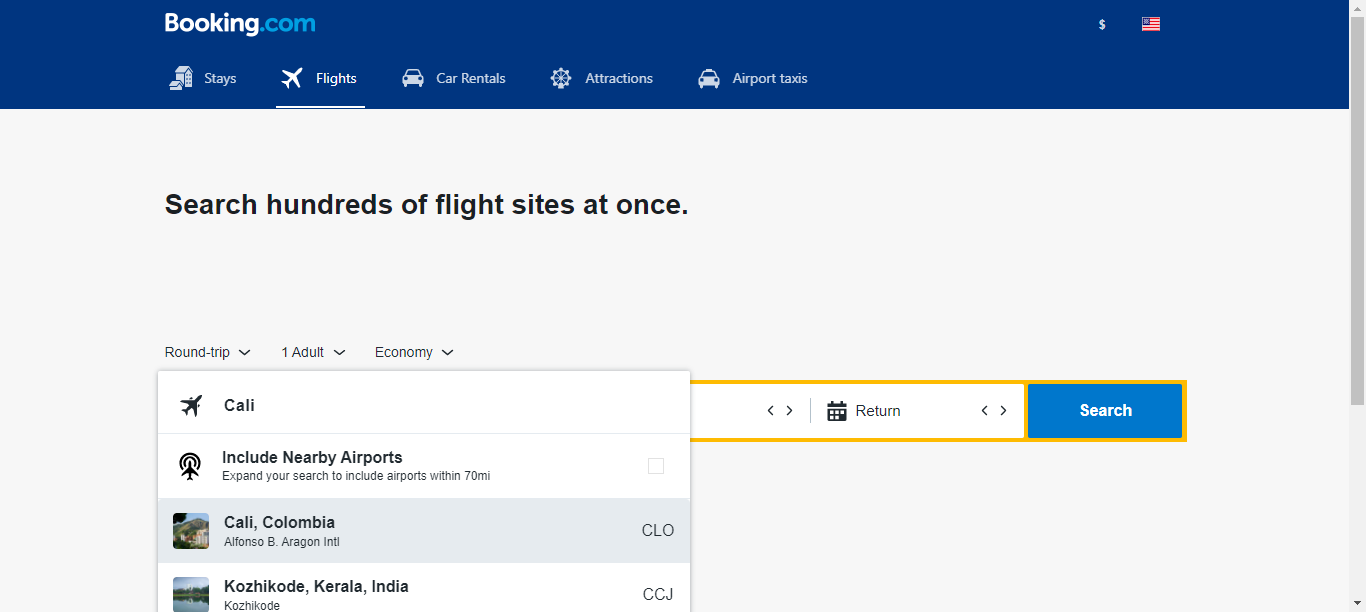 Booking.com
$
Stays
Flights
Car Rentals
Attractions
Airport taxis
Search hundreds of flight sites at once.
Round-trip
1 Adult
Economy
Cali
Return
Search
Include Nearby Airports
Expand your search to include airports within 70mi
Cali, Colombia
Alfonso B. Aragon Intl
CLO
Kozhikode, Kerala, India
Kozhikode
CCJ